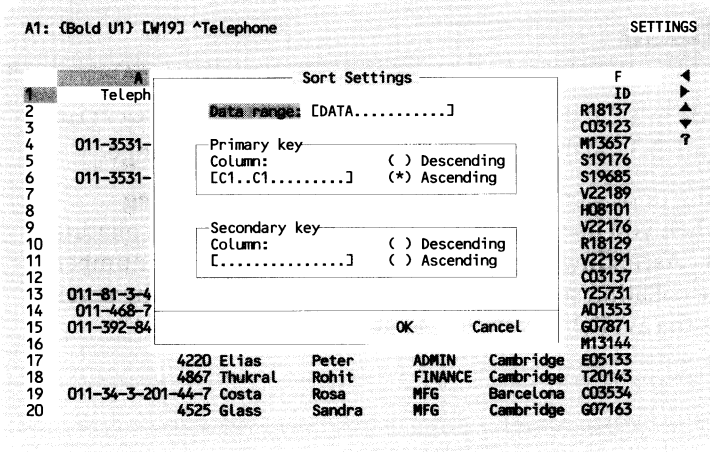 A1: {Bold U1} [W19] ^Telephone SETTINGS
A Sort Settings F
1 Teleph ID
2 Data range: [DATA...........] R18137
3 C03123
4 011-3531- Primary key M13657 ?
5 Column: ( ) Descending S19176
6 011-3531- [C1..C1.........] (*) Ascending S19685
7 V22189
8 H08101
9 Secondary key V22176
10 Column: ( ) Descending R18129
11 [...............] ( ) Ascending V22191
12 C03137
13 011-81-3-4 Y25731
14 011-468-7 A01353
15 011-392-84 OK Cancel G07871
16 M13144
17 4220 Elias Peter ADMIN Cambridge E05133
18 4867 Thukral Rohit FINANCE Cambridge T20143
19 011-34-3-201-44-7 Costa Rosa MFG Barcelona C03534
20 4525 Glass Sandra MFG Cambridge G07163